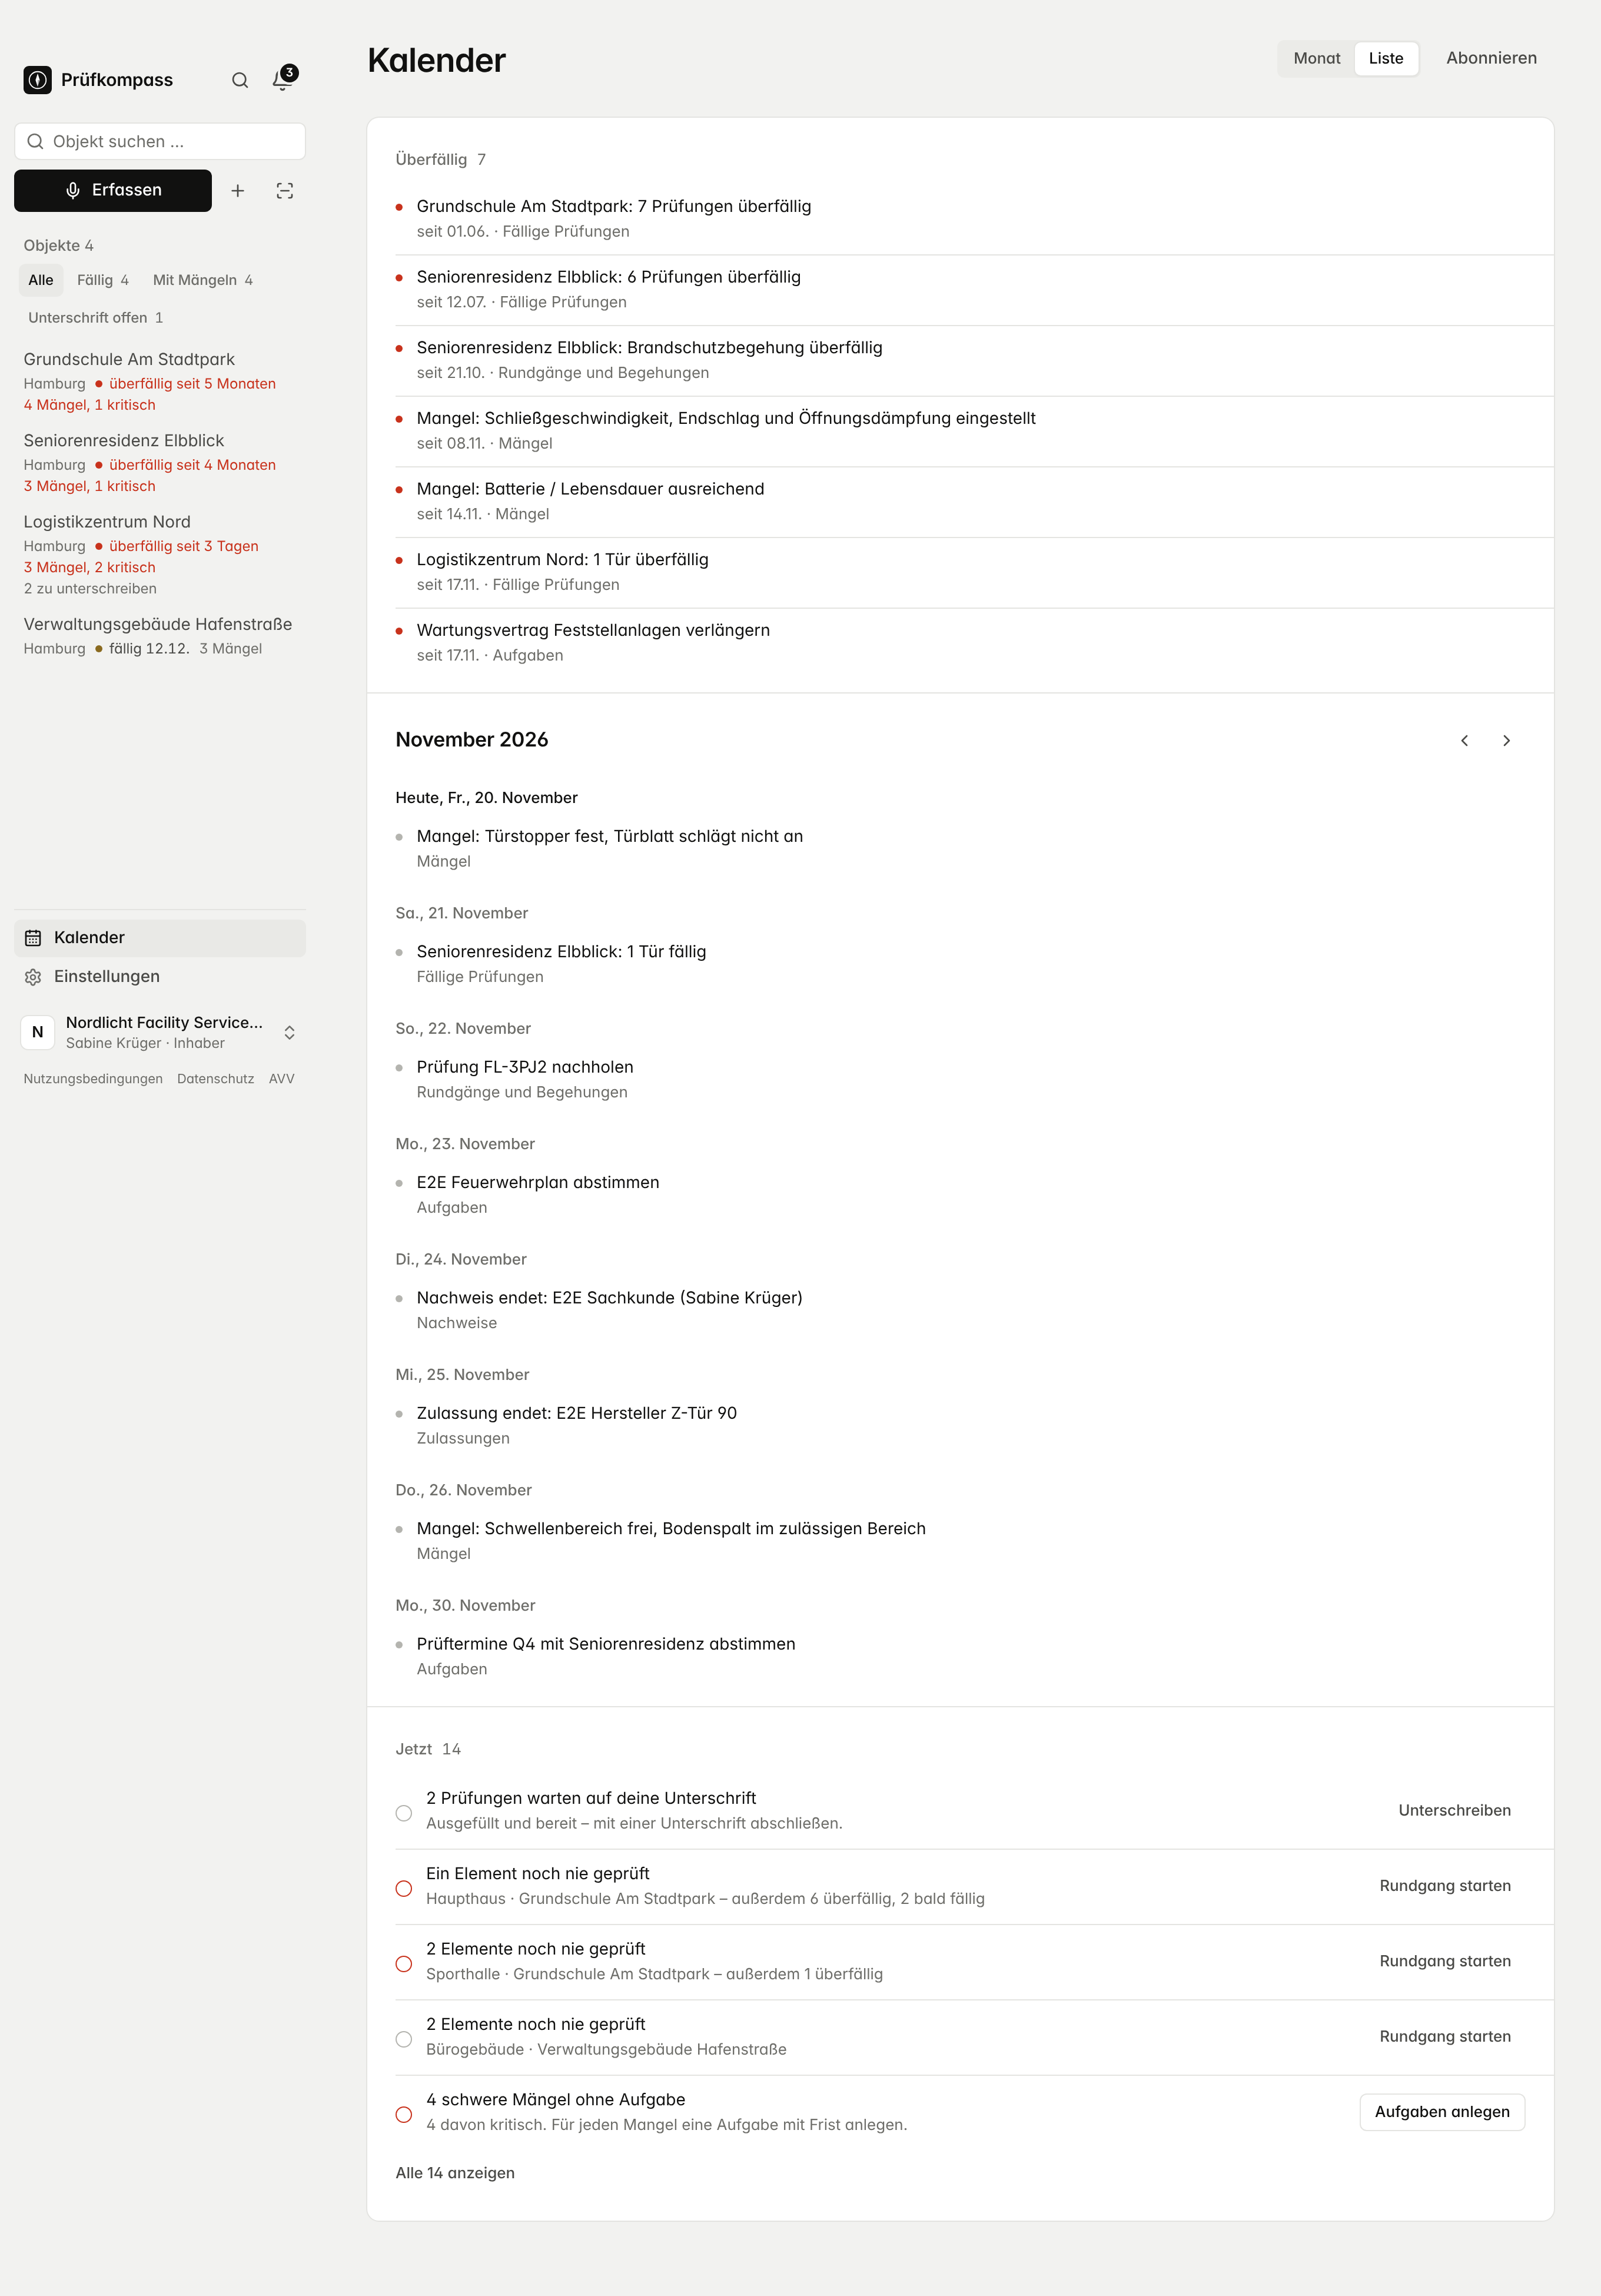 Prüfkompass
3
Objekt suchen ...
Erfassen
Objekte 4
Alle
Fällig 4
Mit Mängeln 4
Unterschrift offen 1
Grundschule Am Stadtpark
Hamburg überfällig seit 5 Monaten
4 Mängel, 1 kritisch
Seniorenresidenz Elbblick
Hamburg überfällig seit 4 Monaten
3 Mängel, 1 kritisch
Logistikzentrum Nord
Hamburg überfällig seit 3 Tagen
3 Mängel, 2 kritisch
2 zu unterschreiben
Verwaltungsgebäude Hafenstraße
Hamburg fällig 12.12. 3 Mängel
Kalender
Einstellungen
N
Nordlicht Facility Service...
Sabine Krüger · Inhaber
Nutzungsbedingungen Datenschutz AVV
Kalender
Monat
Liste
Abonnieren
Überfällig 7
Grundschule Am Stadtpark: 7 Prüfungen überfällig
seit 01.06. · Fällige Prüfungen
Seniorenresidenz Elbblick: 6 Prüfungen überfällig
seit 12.07. · Fällige Prüfungen
Seniorenresidenz Elbblick: Brandschutzbegehung überfällig
seit 21.10. · Rundgänge und Begehungen
Mangel: Schließgeschwindigkeit, Endschlag und Öffnungsdämpfung eingestellt
seit 08.11. · Mängel
Mangel: Batterie / Lebensdauer ausreichend
seit 14.11. · Mängel
Logistikzentrum Nord: 1 Tür überfällig
seit 17.11. · Fällige Prüfungen
Wartungsvertrag Feststellanlagen verlängern
seit 17.11. · Aufgaben
November 2026
Heute, Fr., 20. November
Mangel: Türstopper fest, Türblatt schlägt nicht an
Mängel
Sa., 21. November
Seniorenresidenz Elbblick: 1 Tür fällig
Fällige Prüfungen
So., 22. November
Prüfung FL-3PJ2 nachholen
Rundgänge und Begehungen
Mo., 23. November
E2E Feuerwehrplan abstimmen
Aufgaben
Di., 24. November
Nachweis endet: E2E Sachkunde (Sabine Krüger)
Nachweise
Mi., 25. November
Zulassung endet: E2E Hersteller Z-Tür 90
Zulassungen
Do., 26. November
Mangel: Schwellenbereich frei, Bodenspalt im zulässigen Bereich
Mängel
Mo., 30. November
Prüftermine Q4 mit Seniorenresidenz abstimmen
Aufgaben
Jetzt 14
2 Prüfungen warten auf deine Unterschrift
Ausgefüllt und bereit – mit einer Unterschrift abschließen.
Unterschreiben
Ein Element noch nie geprüft
Haupthaus · Grundschule Am Stadtpark – außerdem 6 überfällig, 2 bald fällig
Rundgang starten
2 Elemente noch nie geprüft
Sporthalle · Grundschule Am Stadtpark – außerdem 1 überfällig
Rundgang starten
2 Elemente noch nie geprüft
Bürogebäude · Verwaltungsgebäude Hafenstraße
Rundgang starten
4 schwere Mängel ohne Aufgabe
4 davon kritisch. Für jeden Mangel eine Aufgabe mit Frist anlegen.
Aufgaben anlegen
Alle 14 anzeigen